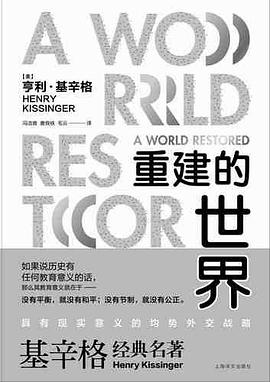 A WOD
RRILD
RES
TCOR
【美】
亨利·基辛格
HENRY
KISSINGER
冯洁音 唐良铁 毛云——译
A WORLD RESTORED
重建的
世界
如果说历史有
任何教育意义的话，
那么其教育意义就在于——
没有平衡，就没有和平；没有节制，就没有公正。
具有现实意义的均势外交战略
基辛格 经典名著
Henry Kissinger
上海译文出版社